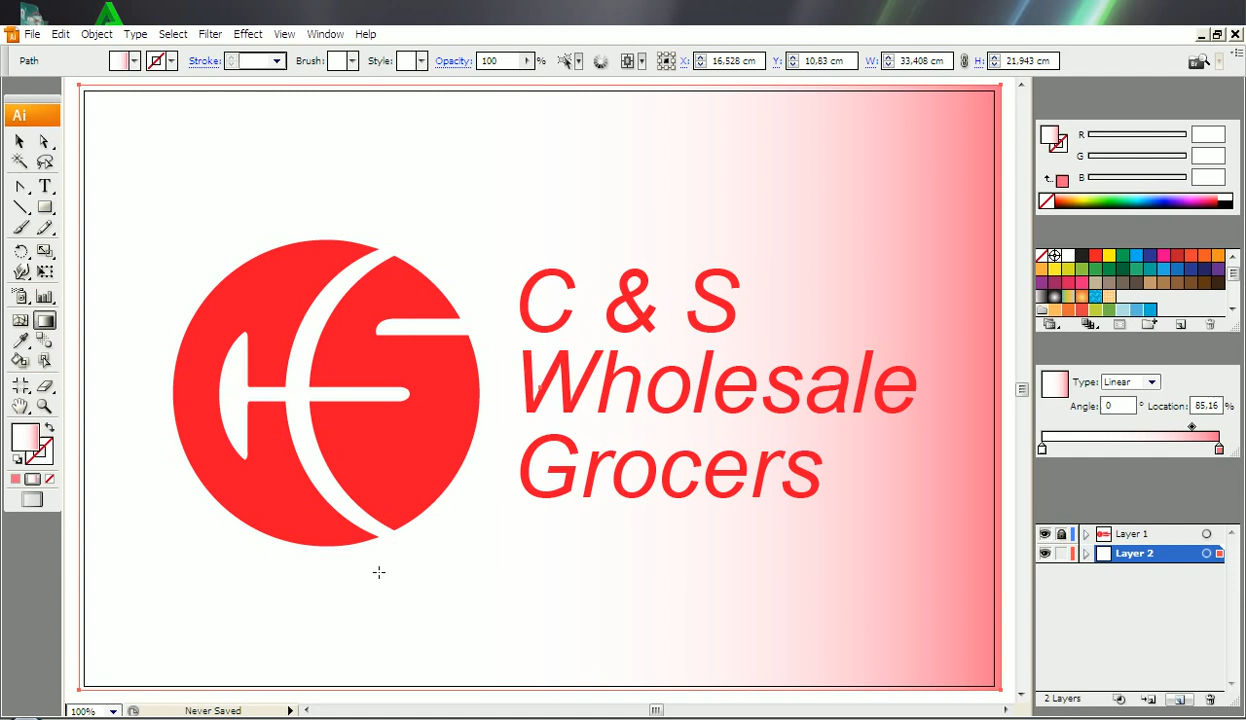 File Edit Object Type Select Filter Effect View Window Help
Path Stroke: Brush: Style: Opacity: 100 % X: 16,528 cm Y: 10,83 cm W: 33,408 cm H: 21,943 cm
Ai
R
G
B
C & S
Wholesale
Grocers
Type: Linear
Angle: 0 ° Location: 85,16 %
Layer 1
Layer 2
2 Layers
100% Never Saved